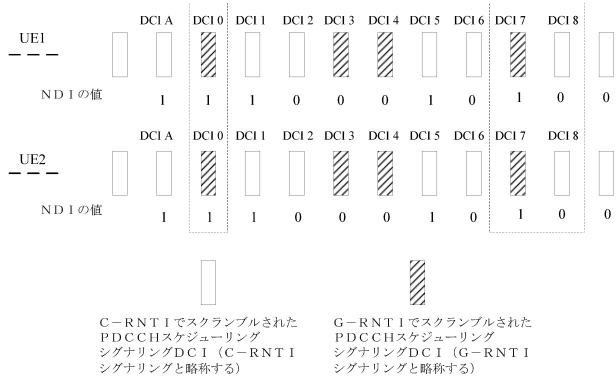 DCI A DCI 0 DCI 1 DCI 2 DCI 3 DCI 4 DCI 5 DCI 6 DCI 7 DCI 8
UE1
NDIの値 1 1 1 0 0 0 1 0 1 0 0
DCI A DCI 0 DCI 1 DCI 2 DCI 3 DCI 4 DCI 5 DCI 6 DCI 7 DCI 8
UE2
NDIの値 1 1 1 0 0 0 1 0 1 0 0
C-RNTIでスクランブルされた
PDCCHスケジューリング
シグナリングDCI(C-RNTI
シグナリングと略称する)
G-RNTIでスクランブルされた
PDCCHスケジューリング
シグナリングDCI(G-RNTI
シグナリングと略称する)